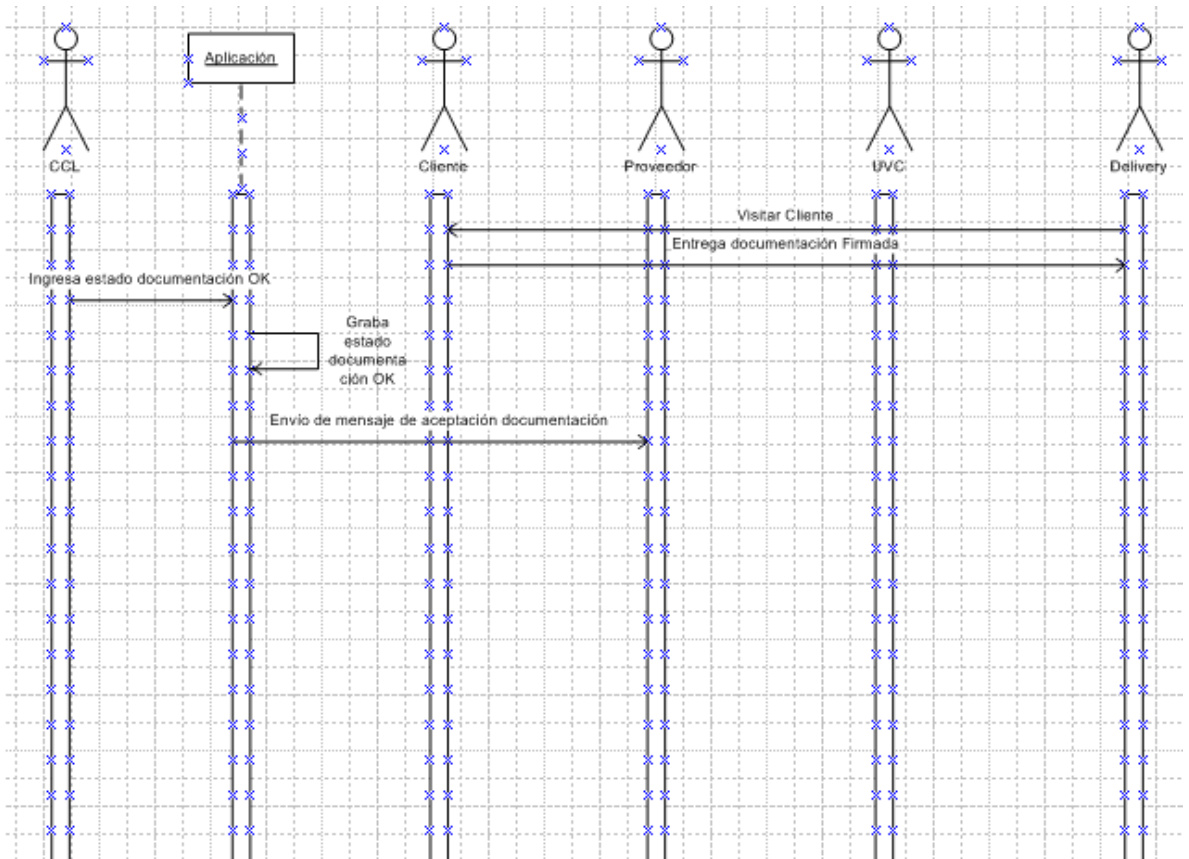 Aplicación
CCL
Cliente
Proveedor
UVC
Delivery
Visitar Cliente
Entrega documentación Firmada
Ingresa estado documentación OK
Graba
estado
documenta
ción OK
Envío de mensaje de aceptación documentación